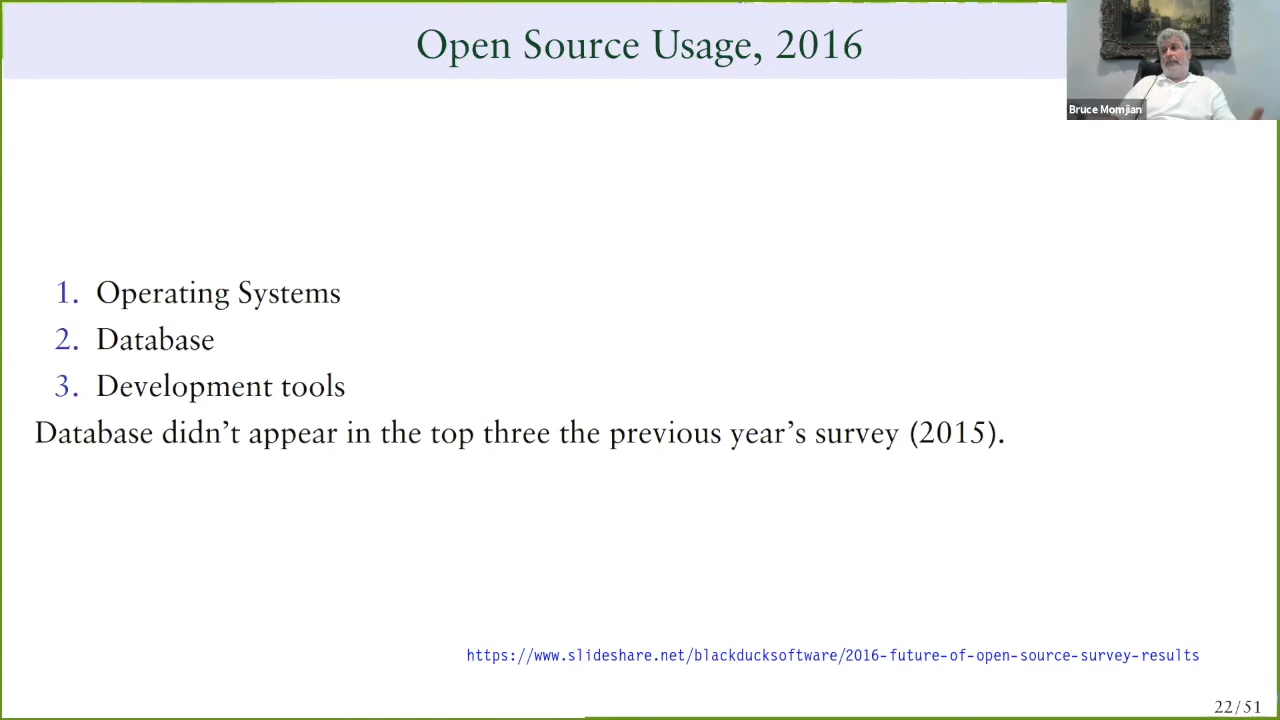 Open Source Usage, 2016
Bruce Momjian
1. Operating Systems
2. Database
3. Development tools
Database didn’t appear in the top three the previous year’s survey (2015).
https://www.slideshare.net/blackducksoftware/2016-future-of-open-source-survey-results
22/51